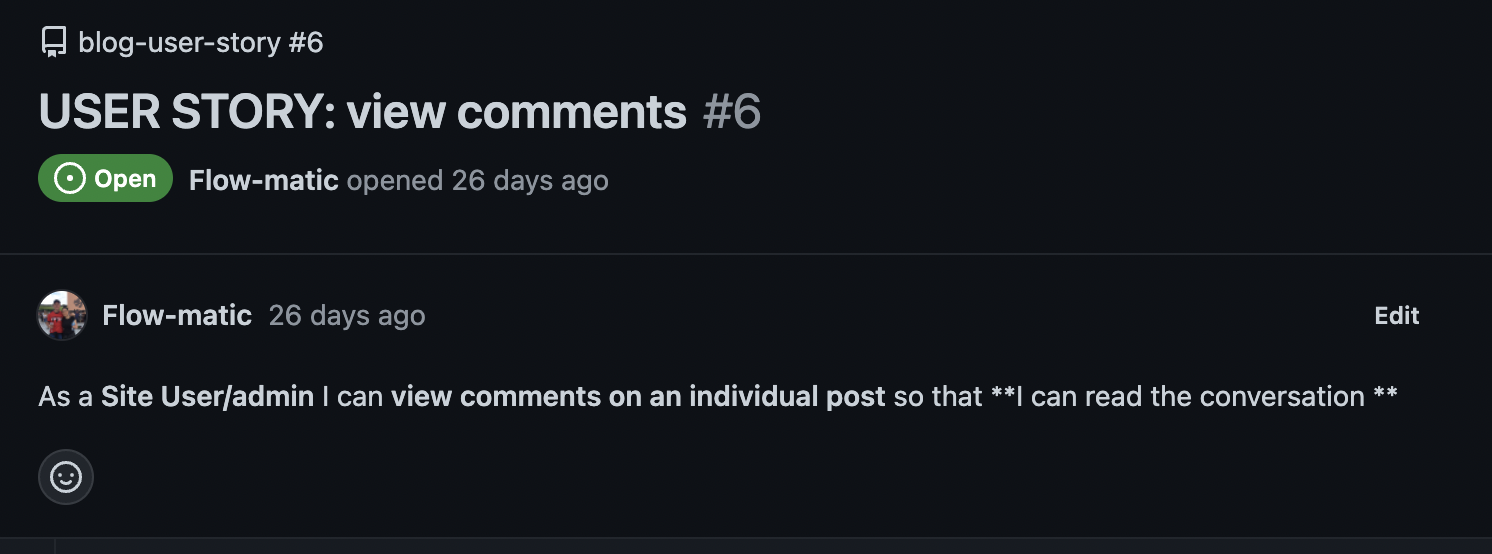 blog-user-story #6
USER STORY: view comments #6
Open Flow-matic opened 26 days ago
Flow-matic 26 days ago Edit
As a Site User/admin I can view comments on an individual post so that **I can read the conversation **